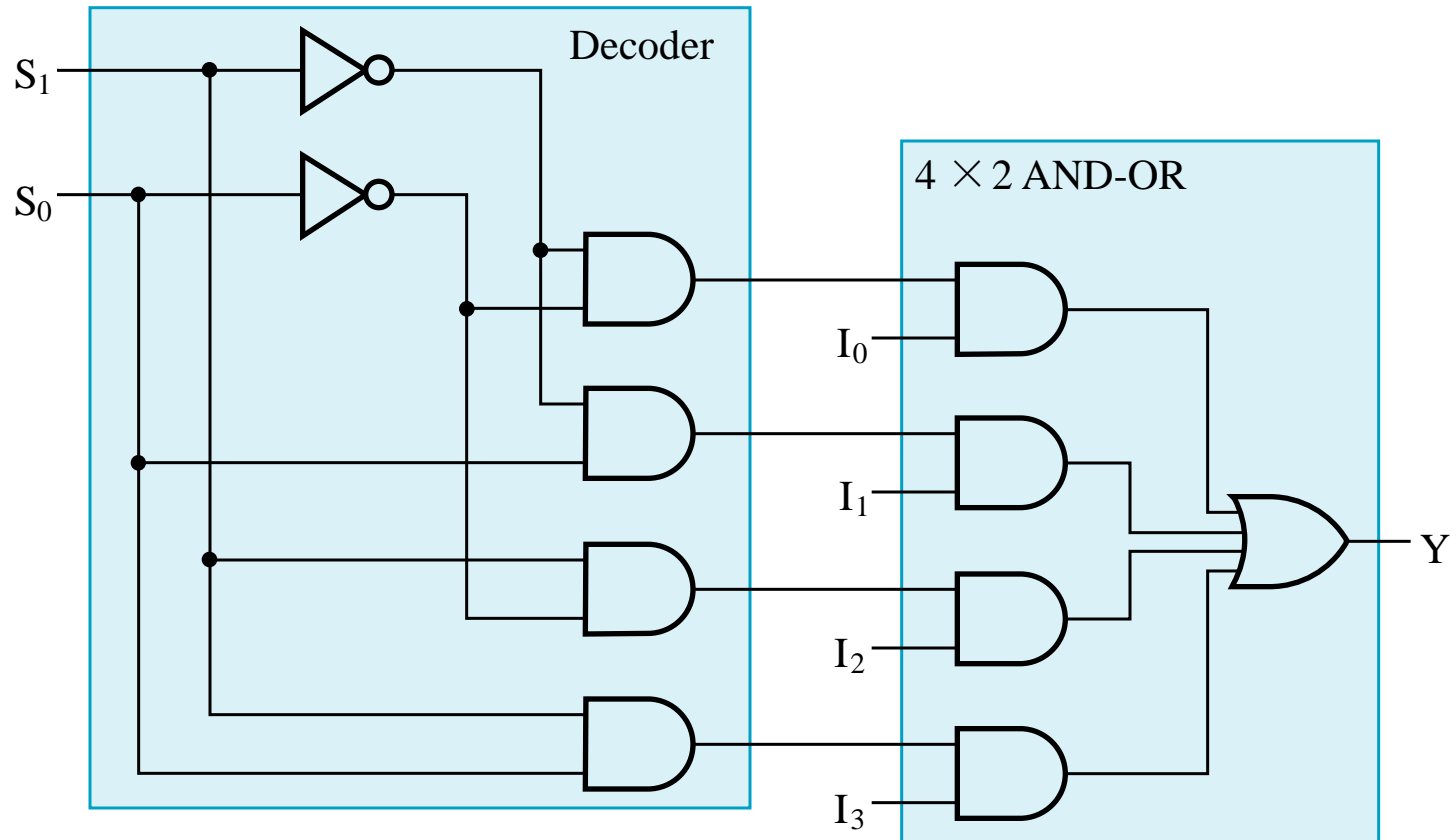 Decoder
S₁
S₀
4 × 2 AND-OR
I₀
I₁
Y
I₂
I₃